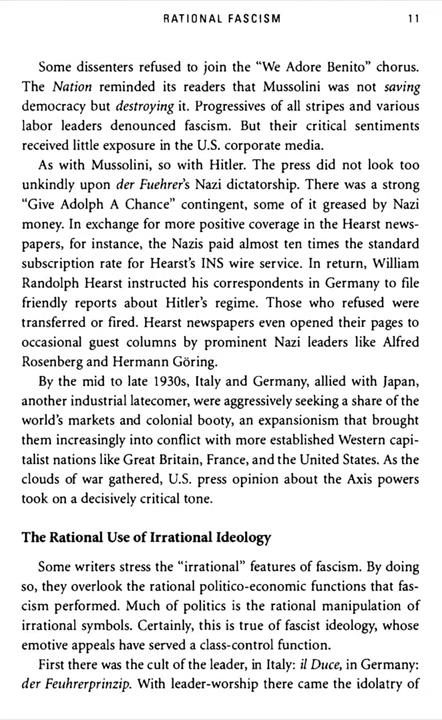 RATIONAL FASCISM 11
Some dissenters refused to join the “We Adore Benito” chorus.
The Nation reminded its readers that Mussolini was not saving
democracy but destroying it. Progressives of all stripes and various
labor leaders denounced fascism. But their critical sentiments
received little exposure in the U.S. corporate media.
As with Mussolini, so with Hitler. The press did not look too
unkindly upon der Fuehrer’s Nazi dictatorship. There was a strong
“Give Adolph A Chance” contingent, some of it greased by Nazi
money. In exchange for more positive coverage in the Hearst news-
papers, for instance, the Nazis paid almost ten times the standard
subscription rate for Hearst’s INS wire service. In return, William
Randolph Hearst instructed his correspondents in Germany to file
friendly reports about Hitler’s regime. Those who refused were
transferred or fired. Hearst newspapers even opened their pages to
occasional guest columns by prominent Nazi leaders like Alfred
Rosenberg and Hermann Göring.
By the mid to late 1930s, Italy and Germany, allied with Japan,
another industrial latecomer, were aggressively seeking a share of the
world’s markets and colonial booty, an expansionism that brought
them increasingly into conflict with more established Western capi-
talist nations like Great Britain, France, and the United States. As the
clouds of war gathered, U.S. press opinion about the Axis powers
took on a decisively critical tone.
The Rational Use of Irrational Ideology
Some writers stress the “irrational” features of fascism. By doing
so, they overlook the rational politico-economic functions that fas-
cism performed. Much of politics is the rational manipulation of
irrational symbols. Certainly, this is true of fascist ideology, whose
emotive appeals have served a class-control function.
First there was the cult of the leader, in Italy: il Duce, in Germany:
der Feuhrerprinzip. With leader-worship there came the idolatry of